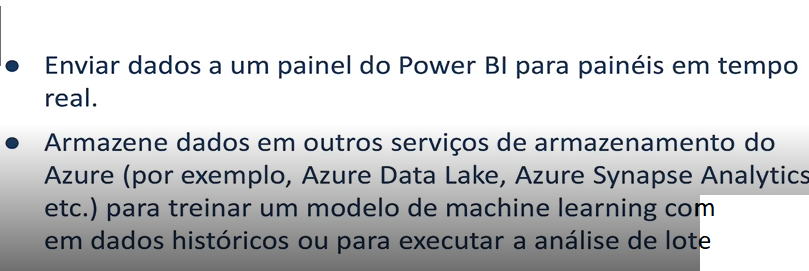 ● Enviar dados a um painel do Power BI para painéis em tempo
real.
● Armazene dados em outros serviços de armazenamento do
Azure (por exemplo, Azure Data Lake, Azure Synapse Analytics
etc.) para treinar um modelo de machine learning com
em dados históricos ou para executar a análise de lote